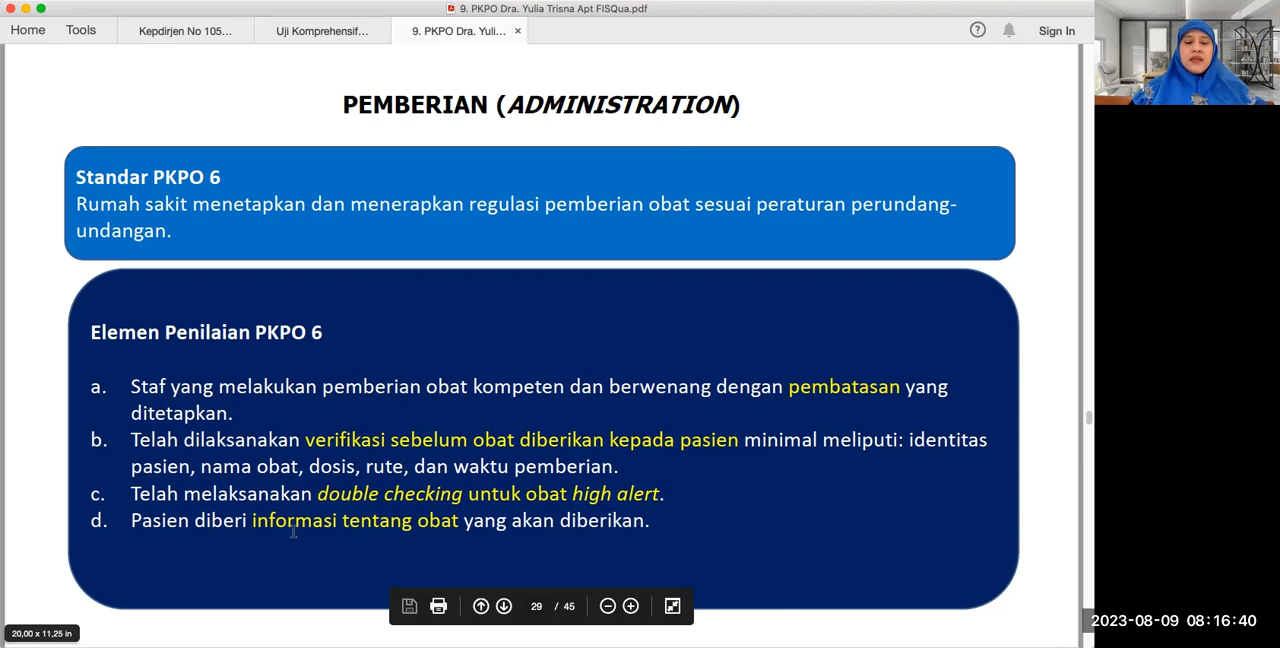 9. PKPO Dra. Yulia Trisna Apt FISQua.pdf
Home Tools Kepdirjen No 105... Uji Komprehensif... 9. PKPO Dra. Yuli... × ? Sign In
PEMBERIAN (ADMINISTRATION)
Standar PKPO 6
Rumah sakit menetapkan dan menerapkan regulasi pemberian obat sesuai peraturan perundang-
undangan.
Elemen Penilaian PKPO 6
a. Staf yang melakukan pemberian obat kompeten dan berwenang dengan pembatasan yang
ditetapkan.
b. Telah dilaksanakan verifikasi sebelum obat diberikan kepada pasien minimal meliputi: identitas
pasien, nama obat, dosis, rute, dan waktu pemberian.
c. Telah melaksanakan double checking untuk obat high alert.
d. Pasien diberi informasi tentang obat yang akan diberikan.
29 / 45
2023-08-09 08:16:40
20,00 x 11,25 in